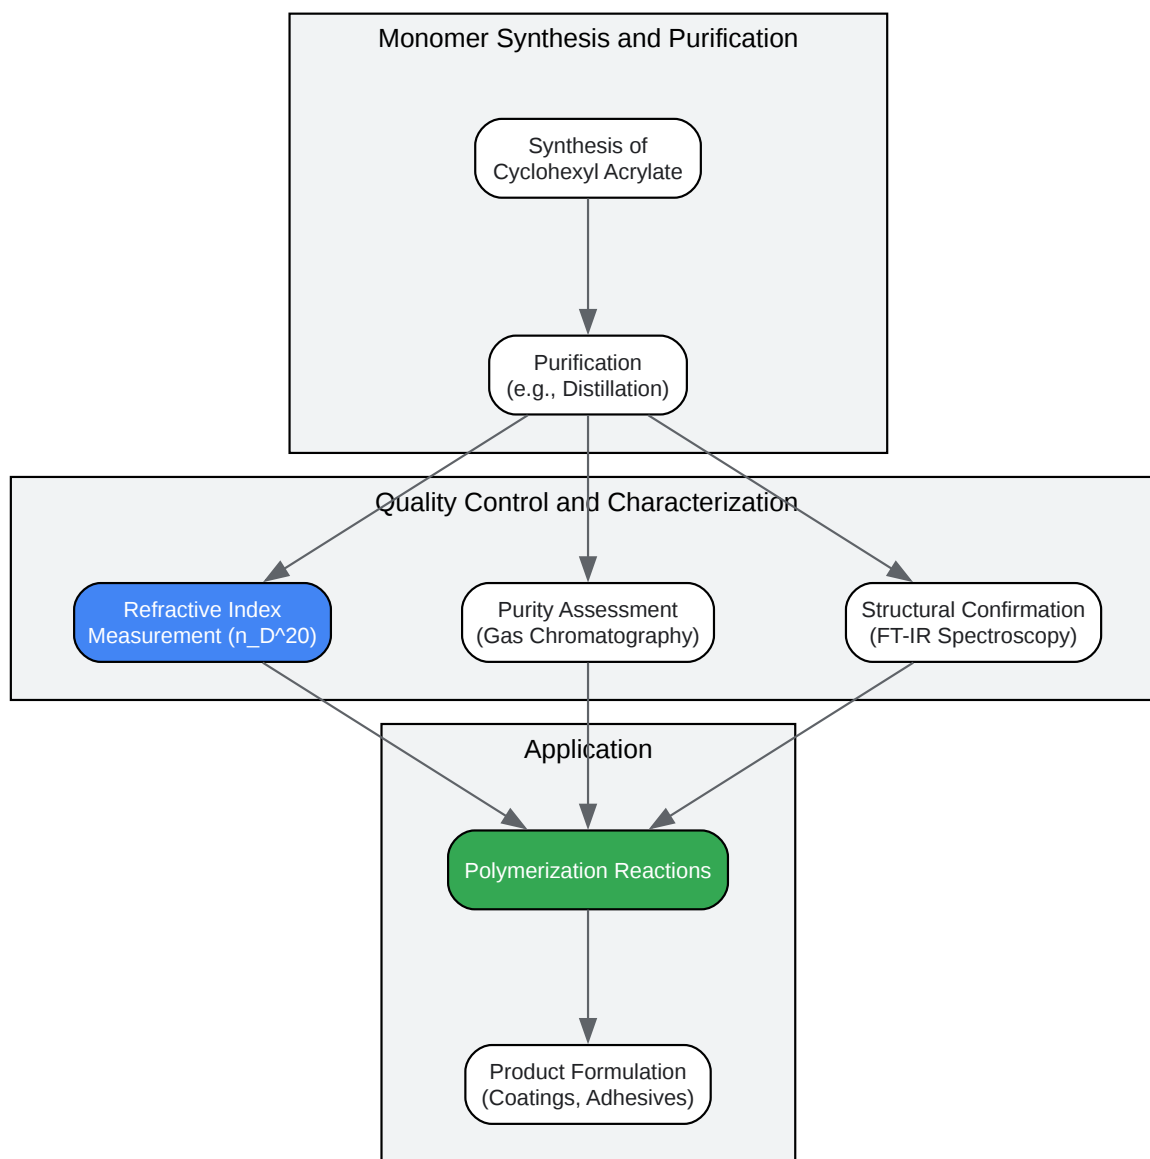 Monomer Synthesis and Purification
Synthesis of
Cyclohexyl Acrylate
Purification
(e.g., Distillation)
Quality Control and Characterization
Refractive Index
Measurement (n_D^20)
Purity Assessment
(Gas Chromatography)
Structural Confirmation
(FT-IR Spectroscopy)
Application
Polymerization Reactions
Product Formulation
(Coatings, Adhesives)